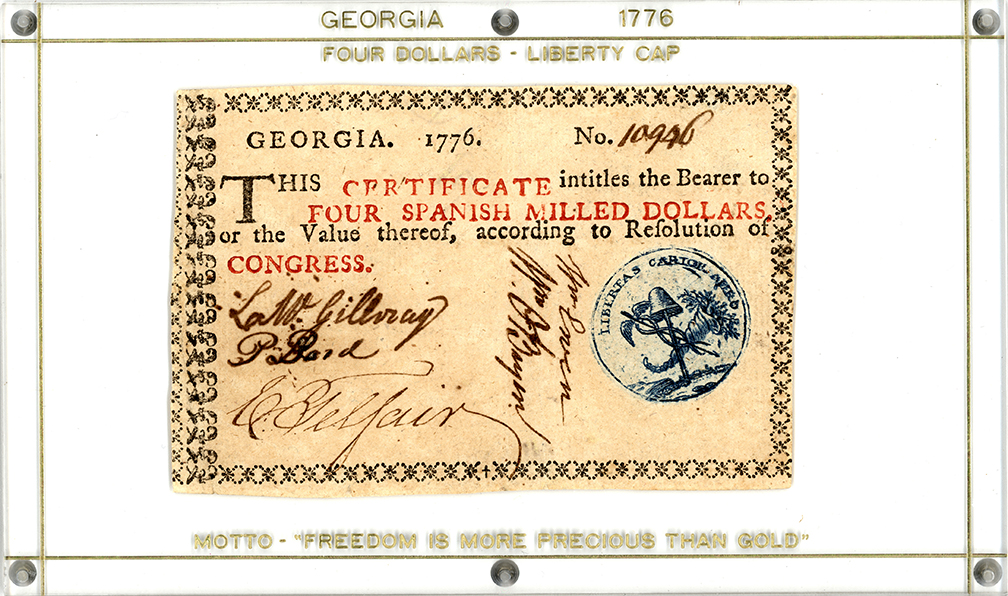 GEORGIA 1776
FOUR DOLLARS - LIBERTY CAP
GEORGIA. 1776. No. 10946
THIS CERTIFICATE intitles the Bearer to
FOUR SPANISH MILLED DOLLARS,
or the Value thereof, according to Resolution of
CONGRESS.
LIBERTAS CARIOR AURO
Wm
E Telfair
MOTTO - "FREEDOM IS MORE PRECIOUS THAN GOLD"